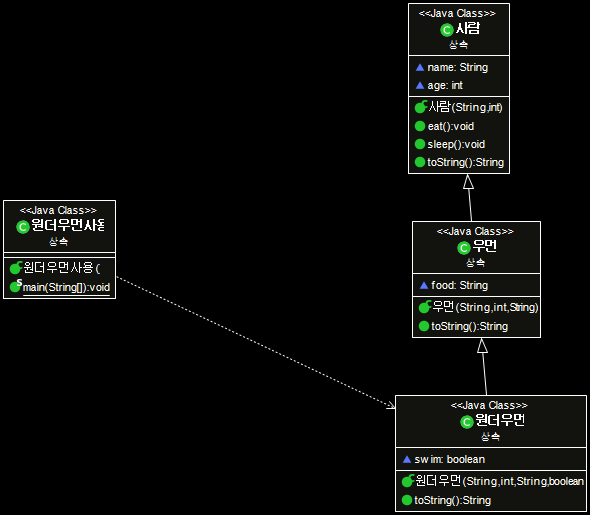 <<Java Class>>
사람
상속
name: String
age: int
사람(String,int)
eat():void
sleep():void
toString():String
<<Java Class>>
원더우먼사용
상속
원더우먼사용(
main(String[]):void
<<Java Class>>
우먼
상속
food: String
우먼(String,int,String)
toString():String
<<Java Class>>
원더우먼
상속
swim: boolean
원더우먼(String,int,String,boolean
toString():String